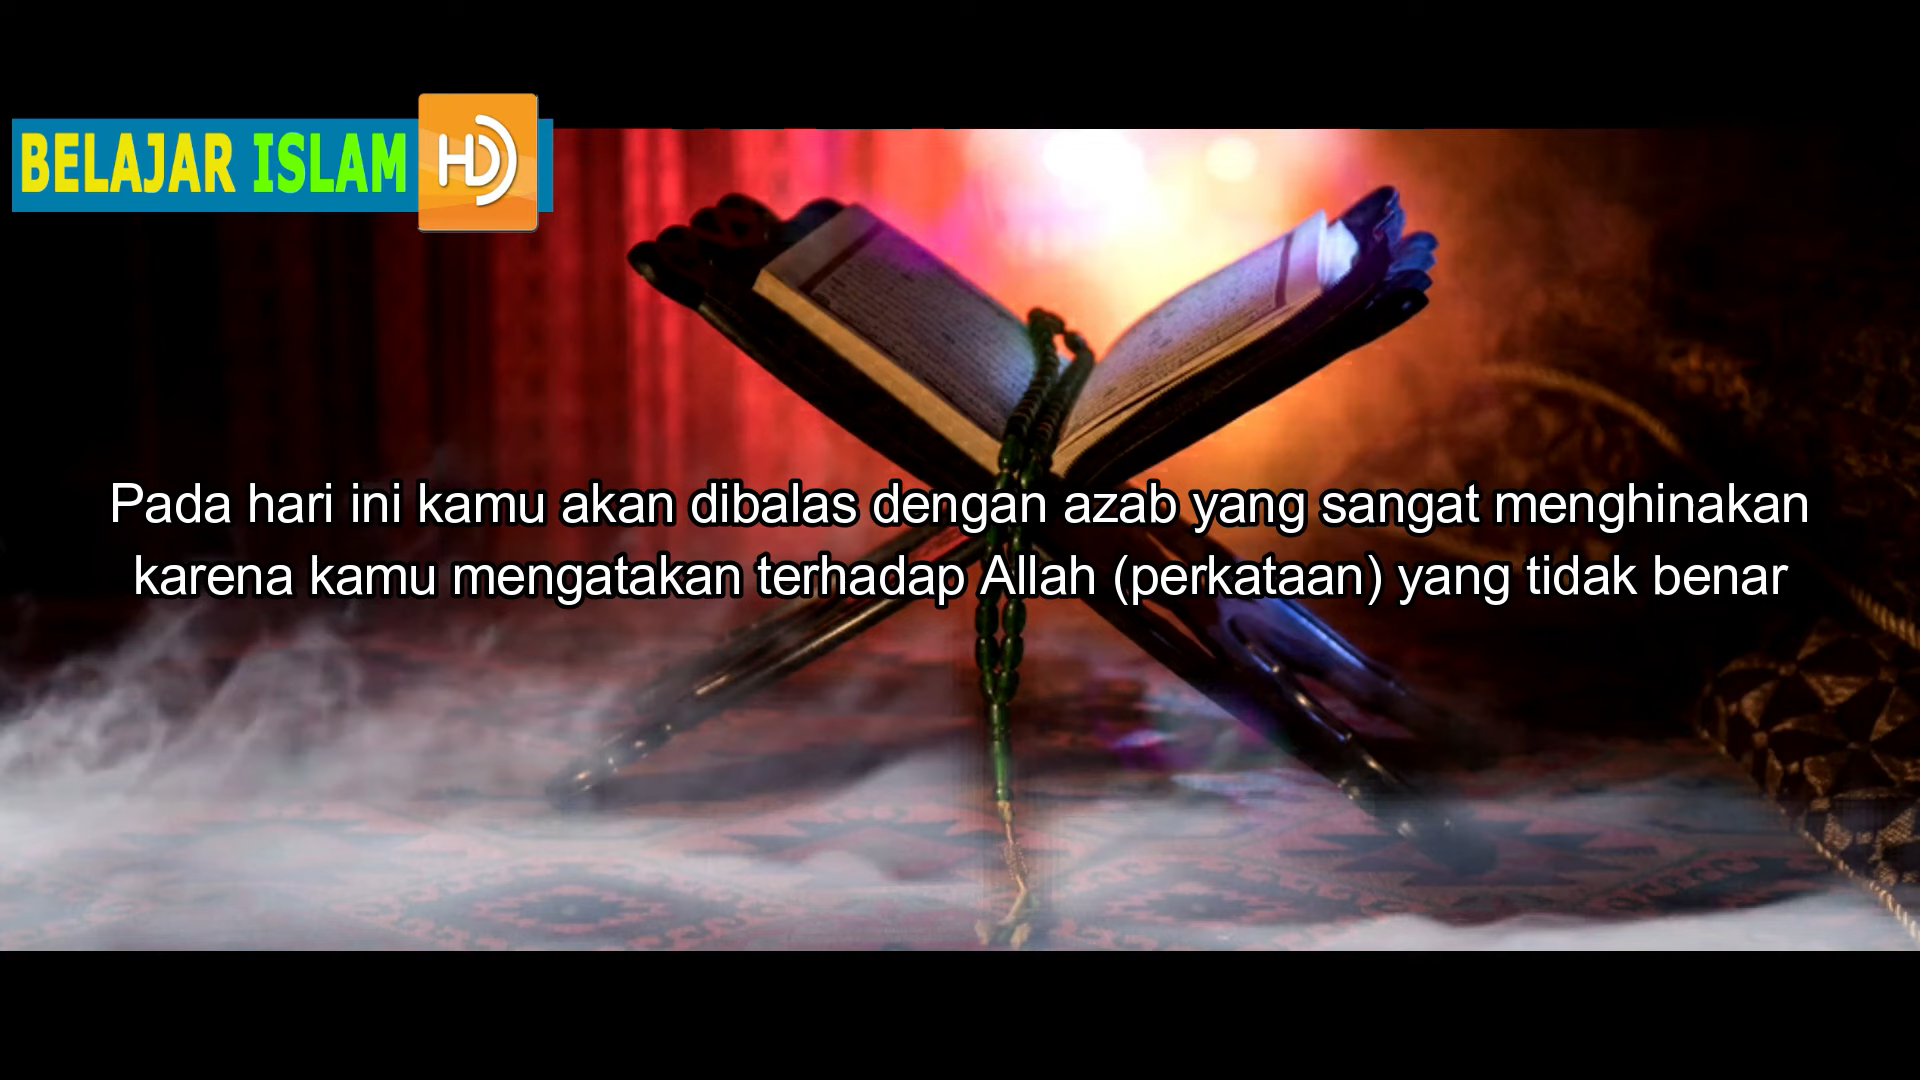 BELAJAR ISLAM HD
Pada hari ini kamu akan dibalas dengan azab yang sangat menghinakan
karena kamu mengatakan terhadap Allah (perkataan) yang tidak benar